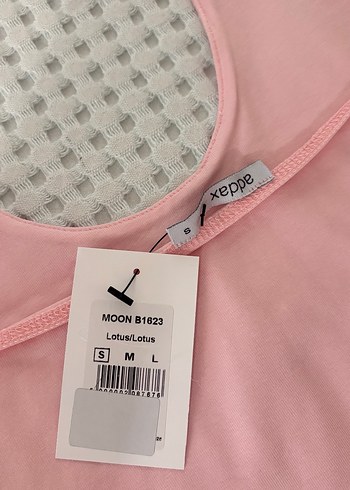 addax
S
MOON B1623
Lotus/Lotus
S M L